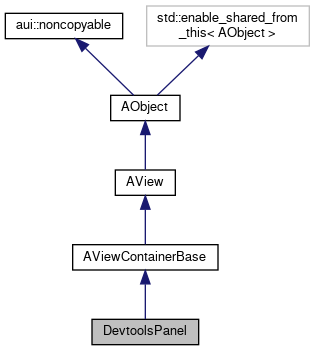 aui::noncopyable
std::enable_shared_from
_this< AObject >
AObject
AView
AViewContainerBase
DevtoolsPanel